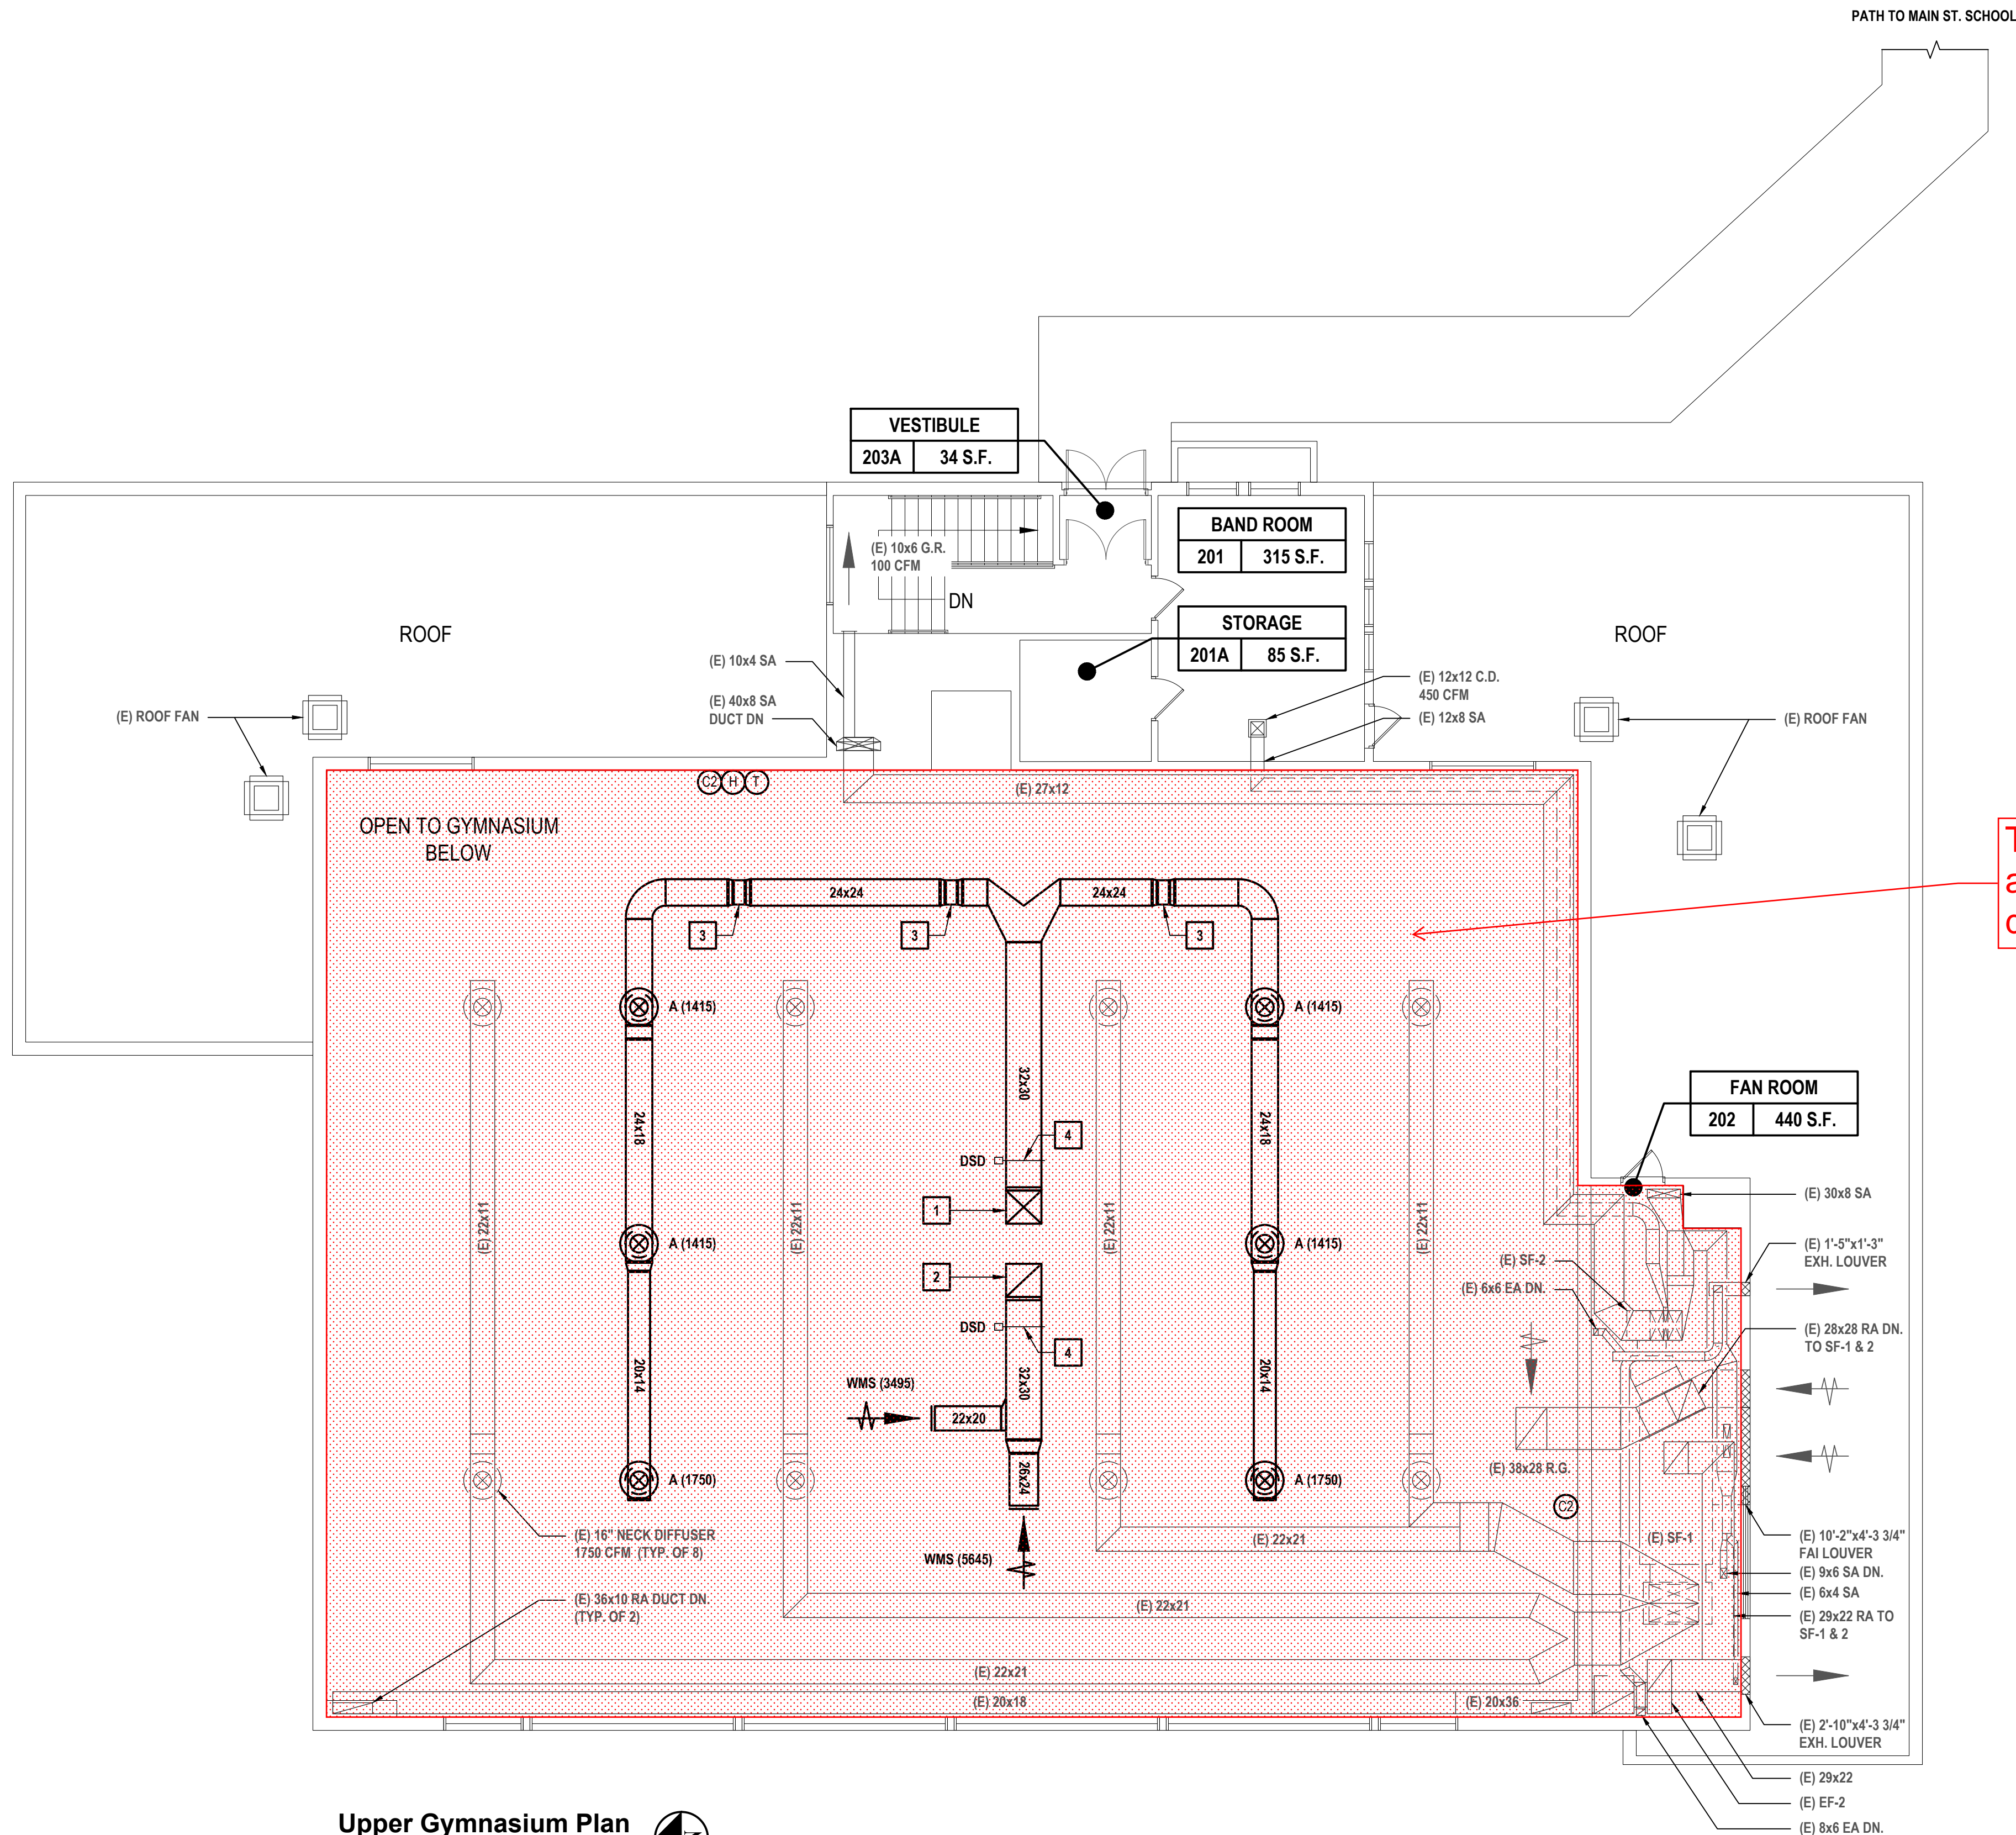 PATH TO MAIN ST. SCHOOL
VESTIBULE
203A 34 S.F.
BAND ROOM
201 315 S.F.
(E) 10x6 G.R.
100 CFM
DN
STORAGE
201A 85 S.F.
ROOF
ROOF
(E) 10x4 SA
(E) 40x8 SA
DUCT DN
(E) 12x12 C.D.
450 CFM
(E) 12x8 SA
(E) ROOF FAN
(E) ROOF FAN
C2 H T
(E) 27x12
OPEN TO GYMNASIUM
BELOW
24x24
24x24
3
3
3
A (1415)
A (1415)
32x30
24x18
24x18
FAN ROOM
202 440 S.F.
DSD
4
(E) 22x11
(E) 22x11
(E) 22x11
(E) 22x11
1
A (1415)
A (1415)
2
DSD
4
(E) 30x8 SA
(E) 1'-5"x1'-3"
EXH. LOUVER
(E) SF-2
(E) 6x6 EA DN.
(E) 28x28 RA DN.
TO SF-1 & 2
20x14
20x14
32x30
WMS (3495)
22x20
26x24
A (1750)
A (1750)
(E) 38x28 R.G.
C2
(E) 16" NECK DIFFUSER
1750 CFM (TYP. OF 8)
WMS (5645)
(E) 22x21
(E) SF-1
(E) 10'-2"x4'-3 3/4"
FAI LOUVER
(E) 9x6 SA DN.
(E) 6x4 SA
(E) 29x22 RA TO
SF-1 & 2
(E) 36x10 RA DUCT DN.
(TYP. OF 2)
(E) 22x21
(E) 22x21
(E) 20x18
(E) 20x36
(E) 2'-10"x4'-3 3/4"
EXH. LOUVER
(E) 29x22
(E) EF-2
(E) 8x6 EA DN.
Upper Gymnasium Plan